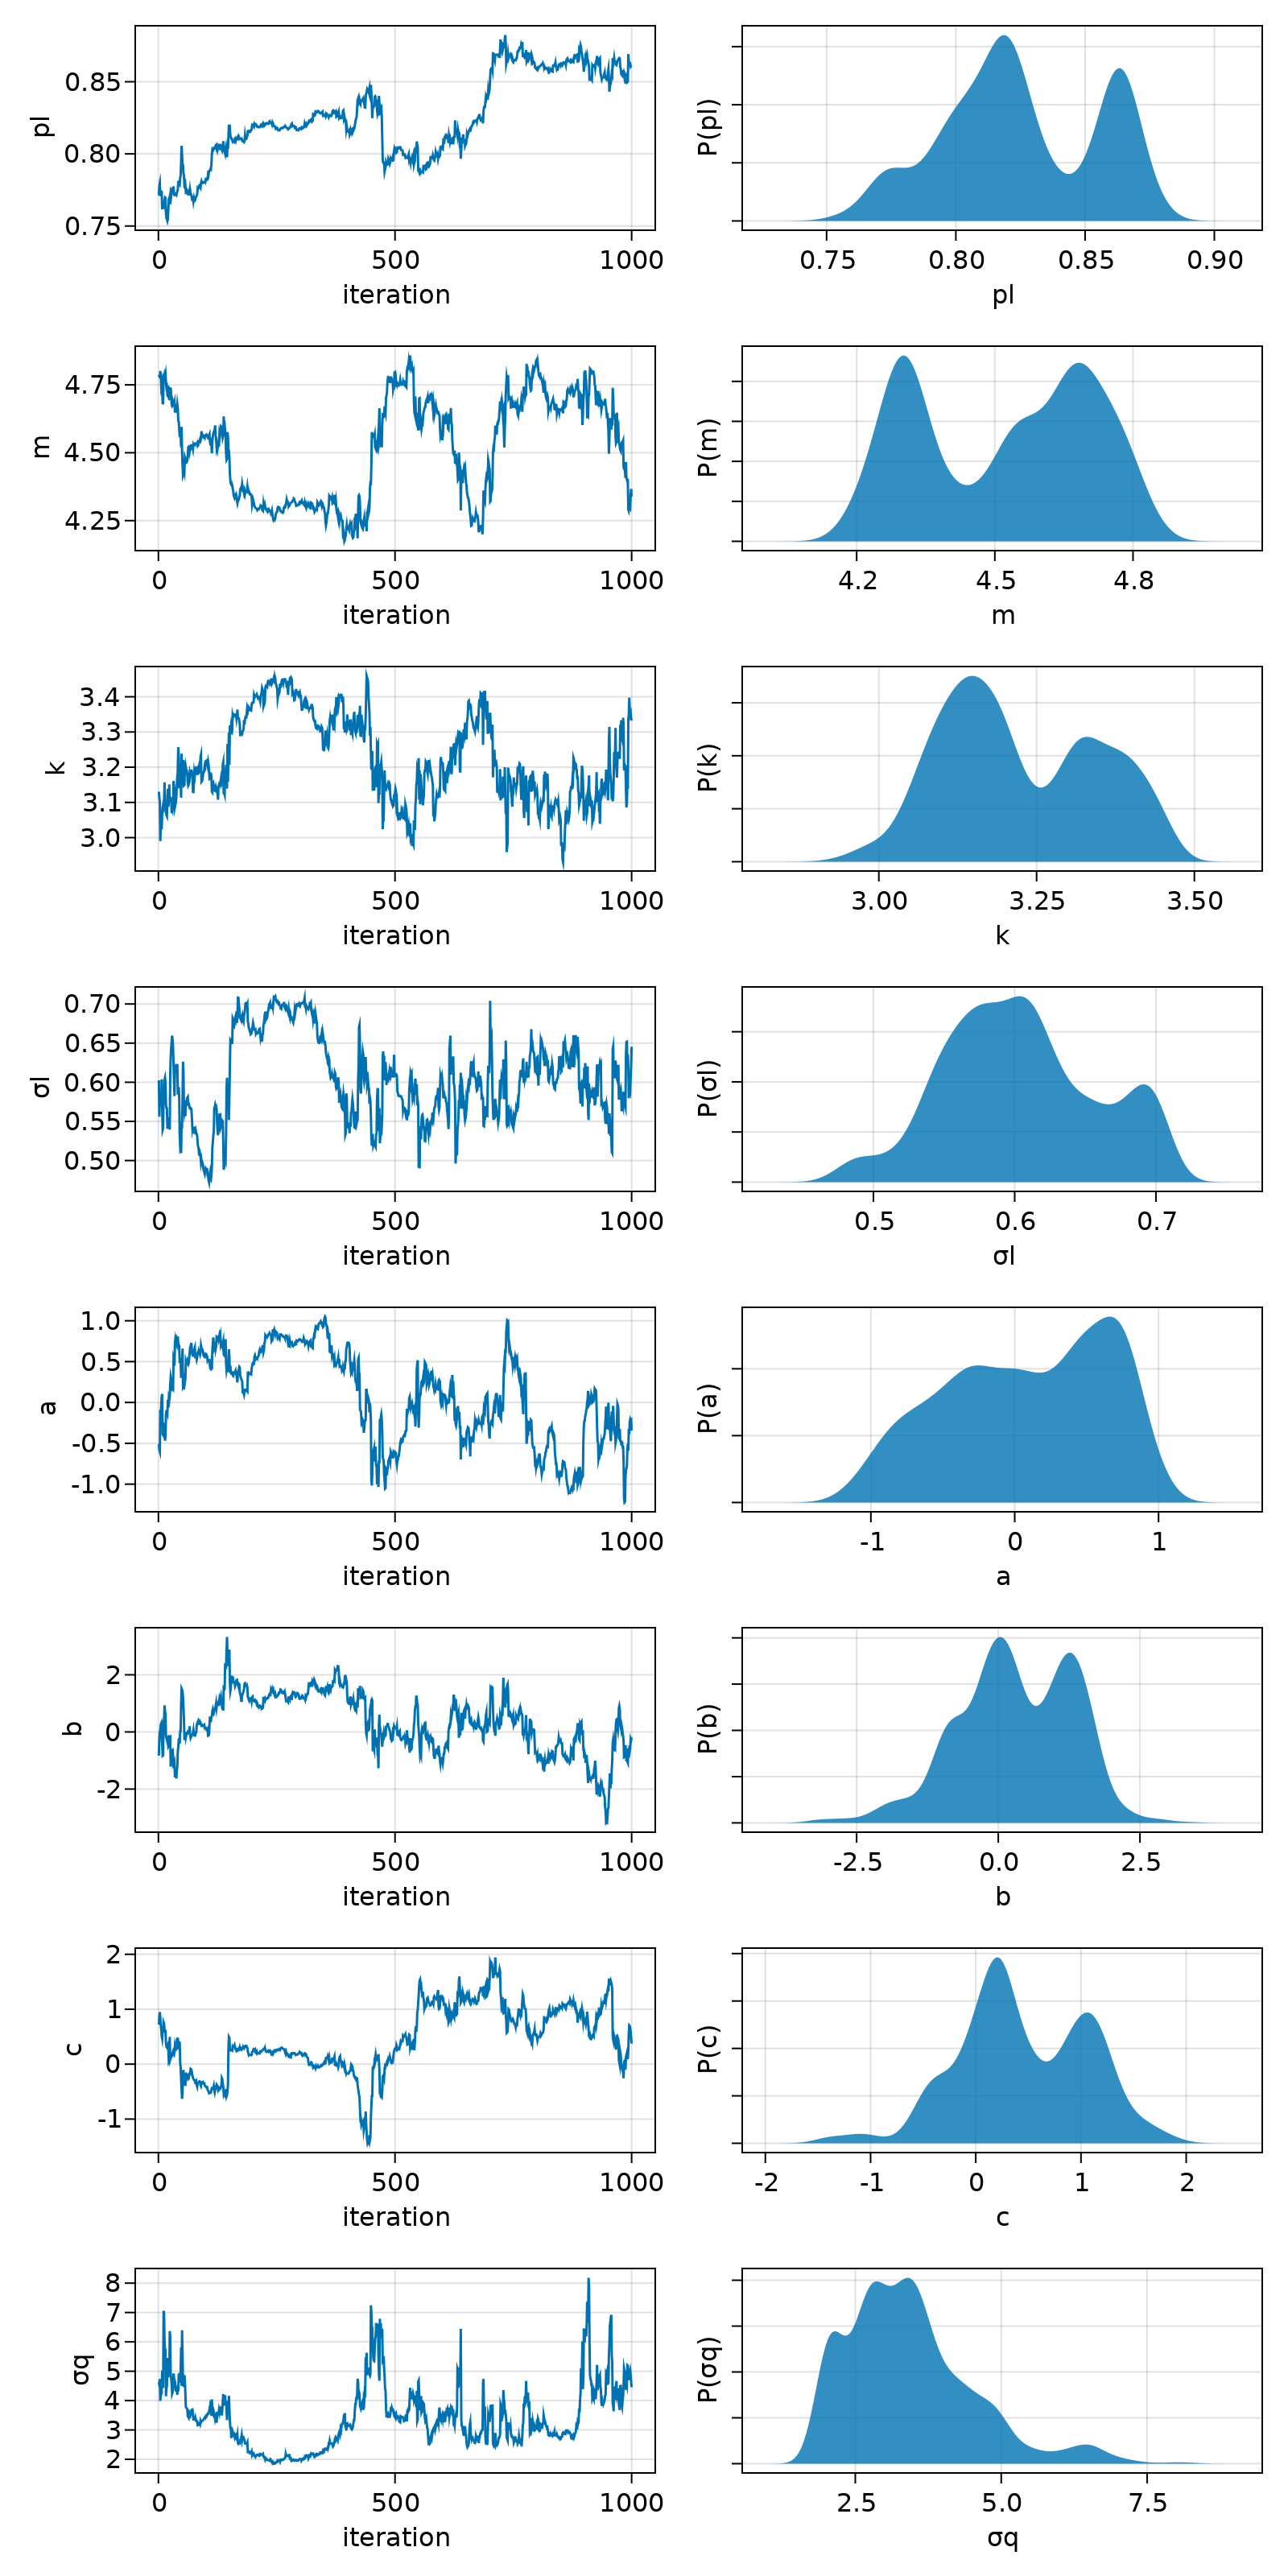 pl
0.85
0.80
0.75
0 500 1000
iteration
P(pl)
0.75 0.80 0.85 0.90
pl
m
4.75
4.50
4.25
0 500 1000
iteration
P(m)
4.2 4.5 4.8
m
k
3.4
3.3
3.2
3.1
3.0
0 500 1000
iteration
P(k)
3.00 3.25 3.50
k
σl
0.70
0.65
0.60
0.55
0.50
0 500 1000
iteration
P(σl)
0.5 0.6 0.7
σl
a
1.0
0.5
0.0
-0.5
-1.0
0 500 1000
iteration
P(a)
-1 0 1
a
b
2
0
-2
0 500 1000
iteration
P(b)
-2.5 0.0 2.5
b
c
2
1
0
-1
0 500 1000
iteration
P(c)
-2 -1 0 1 2
c
σq
8
7
6
5
4
3
2
0 500 1000
iteration
P(σq)
2.5 5.0 7.5
σq